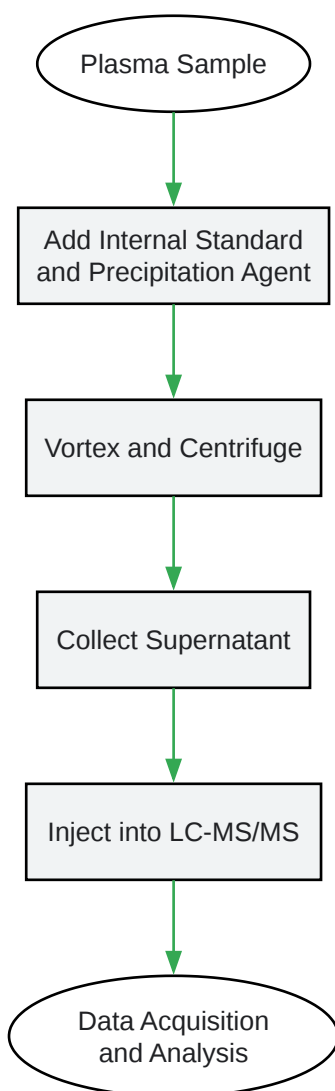 Plasma Sample
Add Internal Standard
and Precipitation Agent
Vortex and Centrifuge
Collect Supernatant
Inject into LC-MS/MS
Data Acquisition
and Analysis